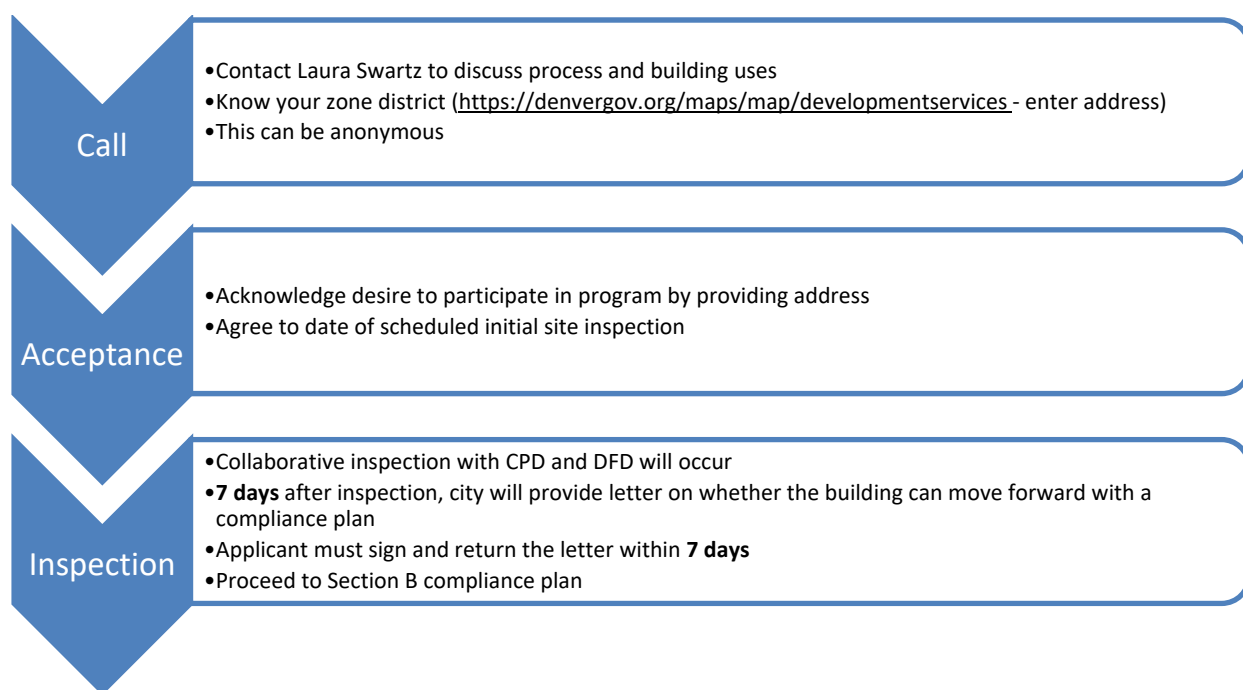 Call
•Contact Laura Swartz to discuss process and building uses
•Know your zone district (https://denvergov.org/maps/map/developmentservices - enter address)
•This can be anonymous
Acceptance
•Acknowledge desire to participate in program by providing address
•Agree to date of scheduled initial site inspection
Inspection
•Collaborative inspection with CPD and DFD will occur
•7 days after inspection, city will provide letter on whether the building can move forward with a
compliance plan
•Applicant must sign and return the letter within 7 days
•Proceed to Section B compliance plan